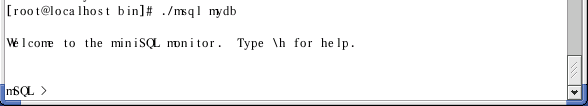 [root@localhost bin]# ./msql mydb
Welcome to the miniSQL monitor.  Type \h for help.
mSQL >